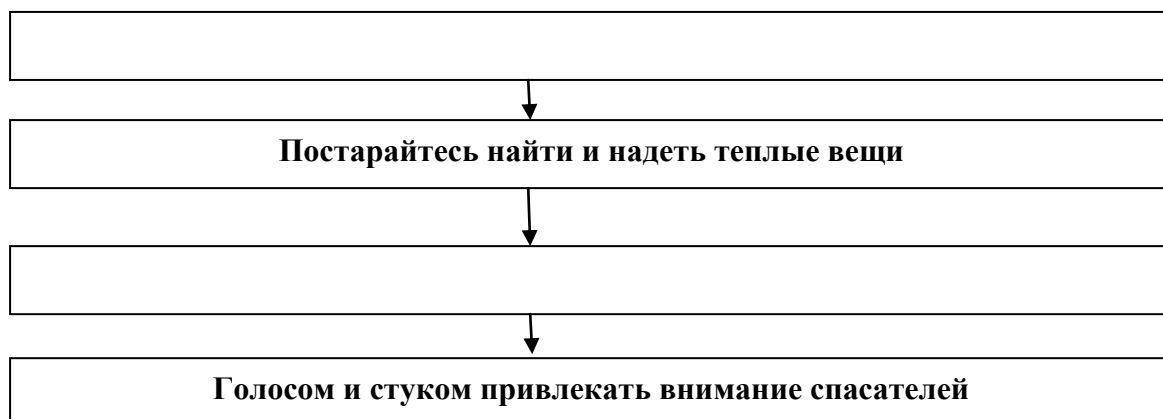 Постарайтесь найти и надеть теплые вещи
Голосом и стуком привлекать внимание спасателей